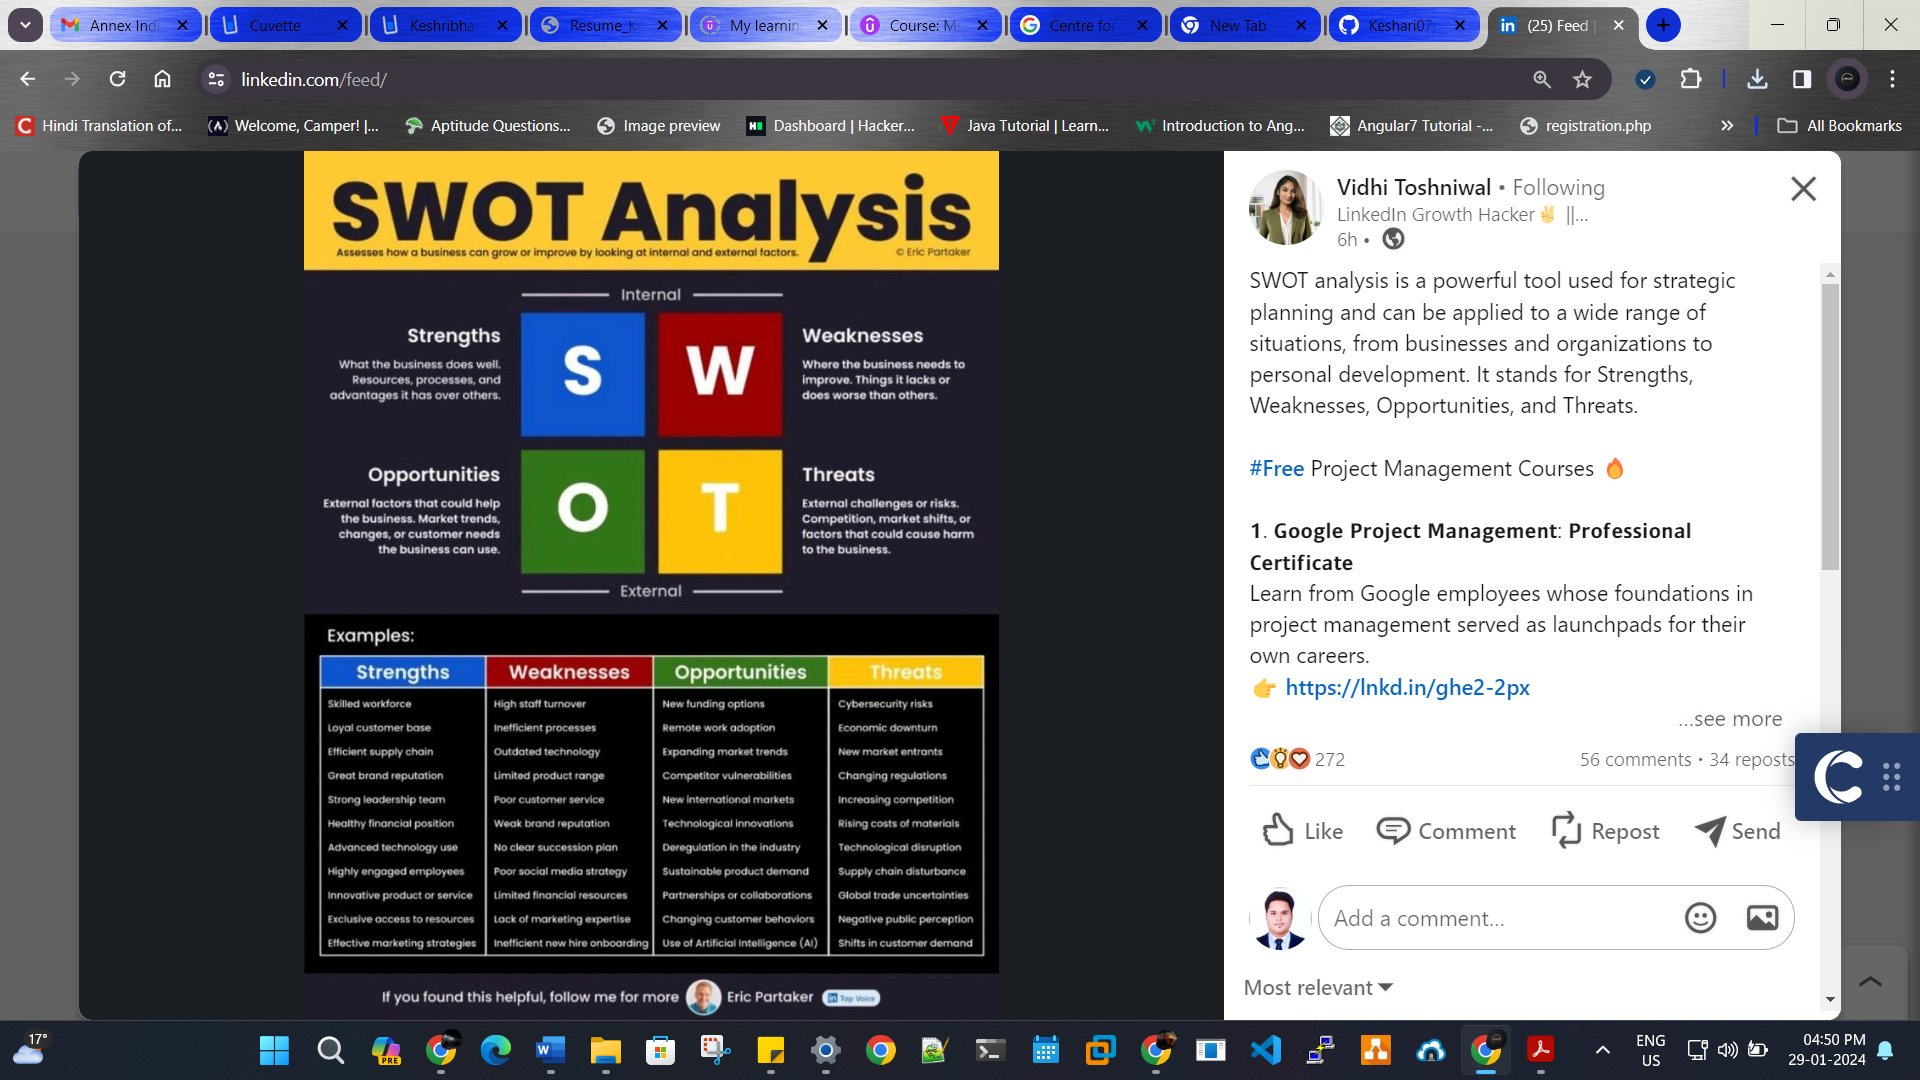 Annex Ind
Cuvette
Keshribha
Resume_K
My learnin
Course: M
Centre for
New Tab
Keshari07
(25) Feed
linkedin.com/feed/
Hindi Translation of...
Welcome, Camper! |...
Aptitude Questions...
Image preview
Dashboard | Hacker...
Java Tutorial | Learn...
Introduction to Ang...
Angular7 Tutorial -...
registration.php
All Bookmarks
SWOT Analysis
Assesses how a business can grow or improve by looking at internal and external factors.
© Eric Partaker
Internal
Strengths
What the business does well.
Resources, processes, and
advantages it has over others.
S
W
Weaknesses
Where the business needs to
improve. Things it lacks or
does worse than others.
Opportunities
External factors that could help
the business. Market trends,
changes, or customer needs
the business can use.
O
T
Threats
External challenges or risks.
Competition, market shifts, or
factors that could cause harm
to the business.
External
Examples:
Strengths Weaknesses Opportunities Threats
Skilled workforce High staff turnover New funding options Cybersecurity risks
Loyal customer base Inefficient processes Remote work adoption Economic downturn
Efficient supply chain Outdated technology Expanding market trends New market entrants
Great brand reputation Limited product range Competitor vulnerabilities Changing regulations
Strong leadership team Poor customer service New international markets Increasing competition
Healthy financial position Weak brand reputation Technological innovations Rising costs of materials
Advanced technology use No clear succession plan Deregulation in the industry Technological disruption
Highly engaged employees Poor social media strategy Sustainable product demand Supply chain disturbance
Innovative product or service Limited financial resources Partnerships or collaborations Global trade uncertainties
Exclusive access to resources Lack of marketing expertise Changing customer behaviors Negative public perception
Effective marketing strategies Inefficient new hire onboarding Use of Artificial Intelligence (AI) Shifts in customer demand
If you found this helpful, follow me for more Eric Partaker in Top Voice
Vidhi Toshniwal • Following
LinkedIn Growth Hacker✌ ||...
6h •
SWOT analysis is a powerful tool used for strategic
planning and can be applied to a wide range of
situations, from businesses and organizations to
personal development. It stands for Strengths,
Weaknesses, Opportunities, and Threats.
#Free Project Management Courses 🔥
1. Google Project Management: Professional
Certificate
Learn from Google employees whose foundations in
project management served as launchpads for their
own careers.
👉 https://lnkd.in/ghe2-2px
...see more
272
56 comments • 34 reposts
Like
Comment
Repost
Send
Add a comment...
Most relevant
17°
PRE
ENG
US
04:50 PM
29-01-2024